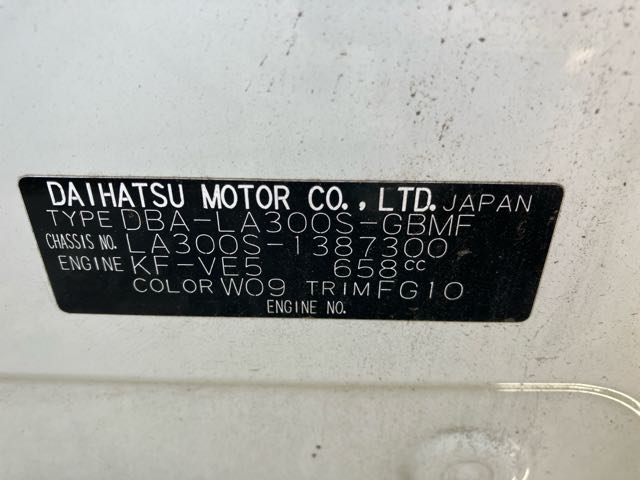 DAIHATSU MOTOR CO., LTD. JAPAN
TYPE DBA-LA300S-GBMF
CHASSIS NO. LA300S-1387300
ENGINE KF-VE5 658cc
COLOR W09 TRIM FG10
ENGINE NO.